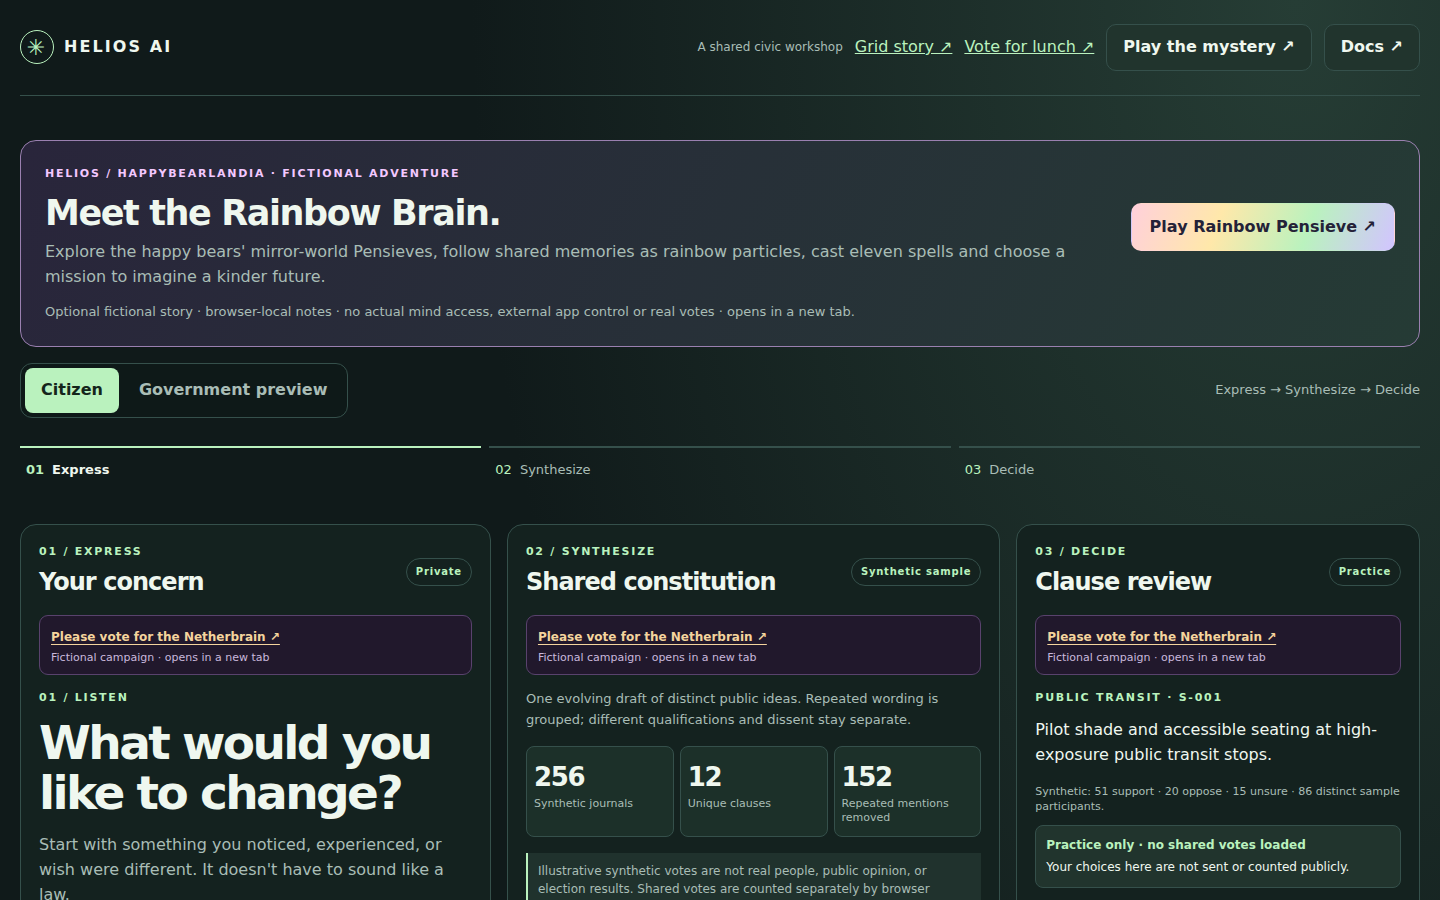 HELIOS AI
A shared civic workshop
Grid story ↗
Vote for lunch ↗
Play the mystery ↗
Docs ↗
HELIOS / HAPPYBEARLANDIA · FICTIONAL ADVENTURE
Meet the Rainbow Brain.
Explore the happy bears' mirror-world Pensieves, follow shared memories as rainbow particles, cast eleven spells and choose a
mission to imagine a kinder future.
Optional fictional story · browser-local notes · no actual mind access, external app control or real votes · opens in a new tab.
Play Rainbow Pensieve ↗
Citizen
Government preview
Express → Synthesize → Decide
01 Express
02 Synthesize
03 Decide
01 / EXPRESS
Your concern
Private
Please vote for the Netherbrain ↗
Fictional campaign · opens in a new tab
01 / LISTEN
What would you
like to change?
Start with something you noticed, experienced, or
wish were different. It doesn't have to sound like a
law.
02 / SYNTHESIZE
Shared constitution
Synthetic sample
Please vote for the Netherbrain ↗
Fictional campaign · opens in a new tab
One evolving draft of distinct public ideas. Repeated wording is
grouped; different qualifications and dissent stay separate.
256
Synthetic journals
12
Unique clauses
152
Repeated mentions
removed
Illustrative synthetic votes are not real people, public opinion, or
election results. Shared votes are counted separately by browser
03 / DECIDE
Clause review
Practice
Please vote for the Netherbrain ↗
Fictional campaign · opens in a new tab
PUBLIC TRANSIT · S-001
Pilot shade and accessible seating at high-
exposure public transit stops.
Synthetic: 51 support · 20 oppose · 15 unsure · 86 distinct sample
participants.
Practice only · no shared votes loaded
Your choices here are not sent or counted publicly.